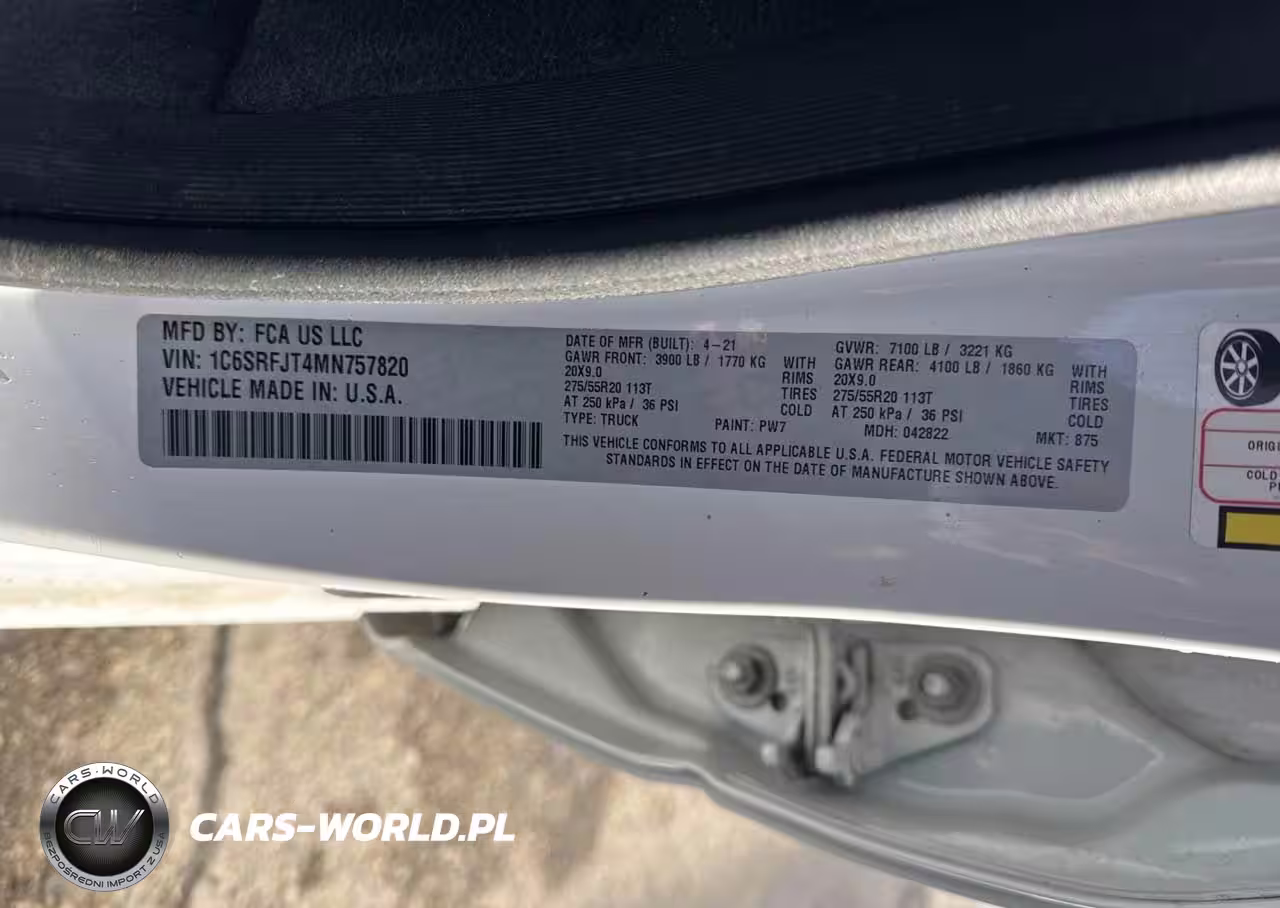 MFD BY: FCA US LLC
VIN: 1C6SRFJT4MN757820
VEHICLE MADE IN: U.S.A.
DATE OF MFR (BUILT): 4-21
GAWR FRONT: 3900 LB / 1770 KG WITH
20X9.0 RIMS
275/55R20 113T TIRES
AT 250 kPa / 36 PSI COLD
TYPE: TRUCK PAINT: PW7
GVWR: 7100 LB / 3221 KG
GAWR REAR: 4100 LB / 1860 KG WITH
20X9.0 RIMS
275/55R20 113T TIRES
AT 250 kPa / 36 PSI COLD
MDH: 042822 MKT: 875
THIS VEHICLE CONFORMS TO ALL APPLICABLE U.S.A. FEDERAL MOTOR VEHICLE SAFETY
STANDARDS IN EFFECT ON THE DATE OF MANUFACTURE SHOWN ABOVE.
ORIGI
COLD
P
CARS-WORLD
CW
BEZPOŚREDNI IMPORT Z USA
CARS-WORLD.PL